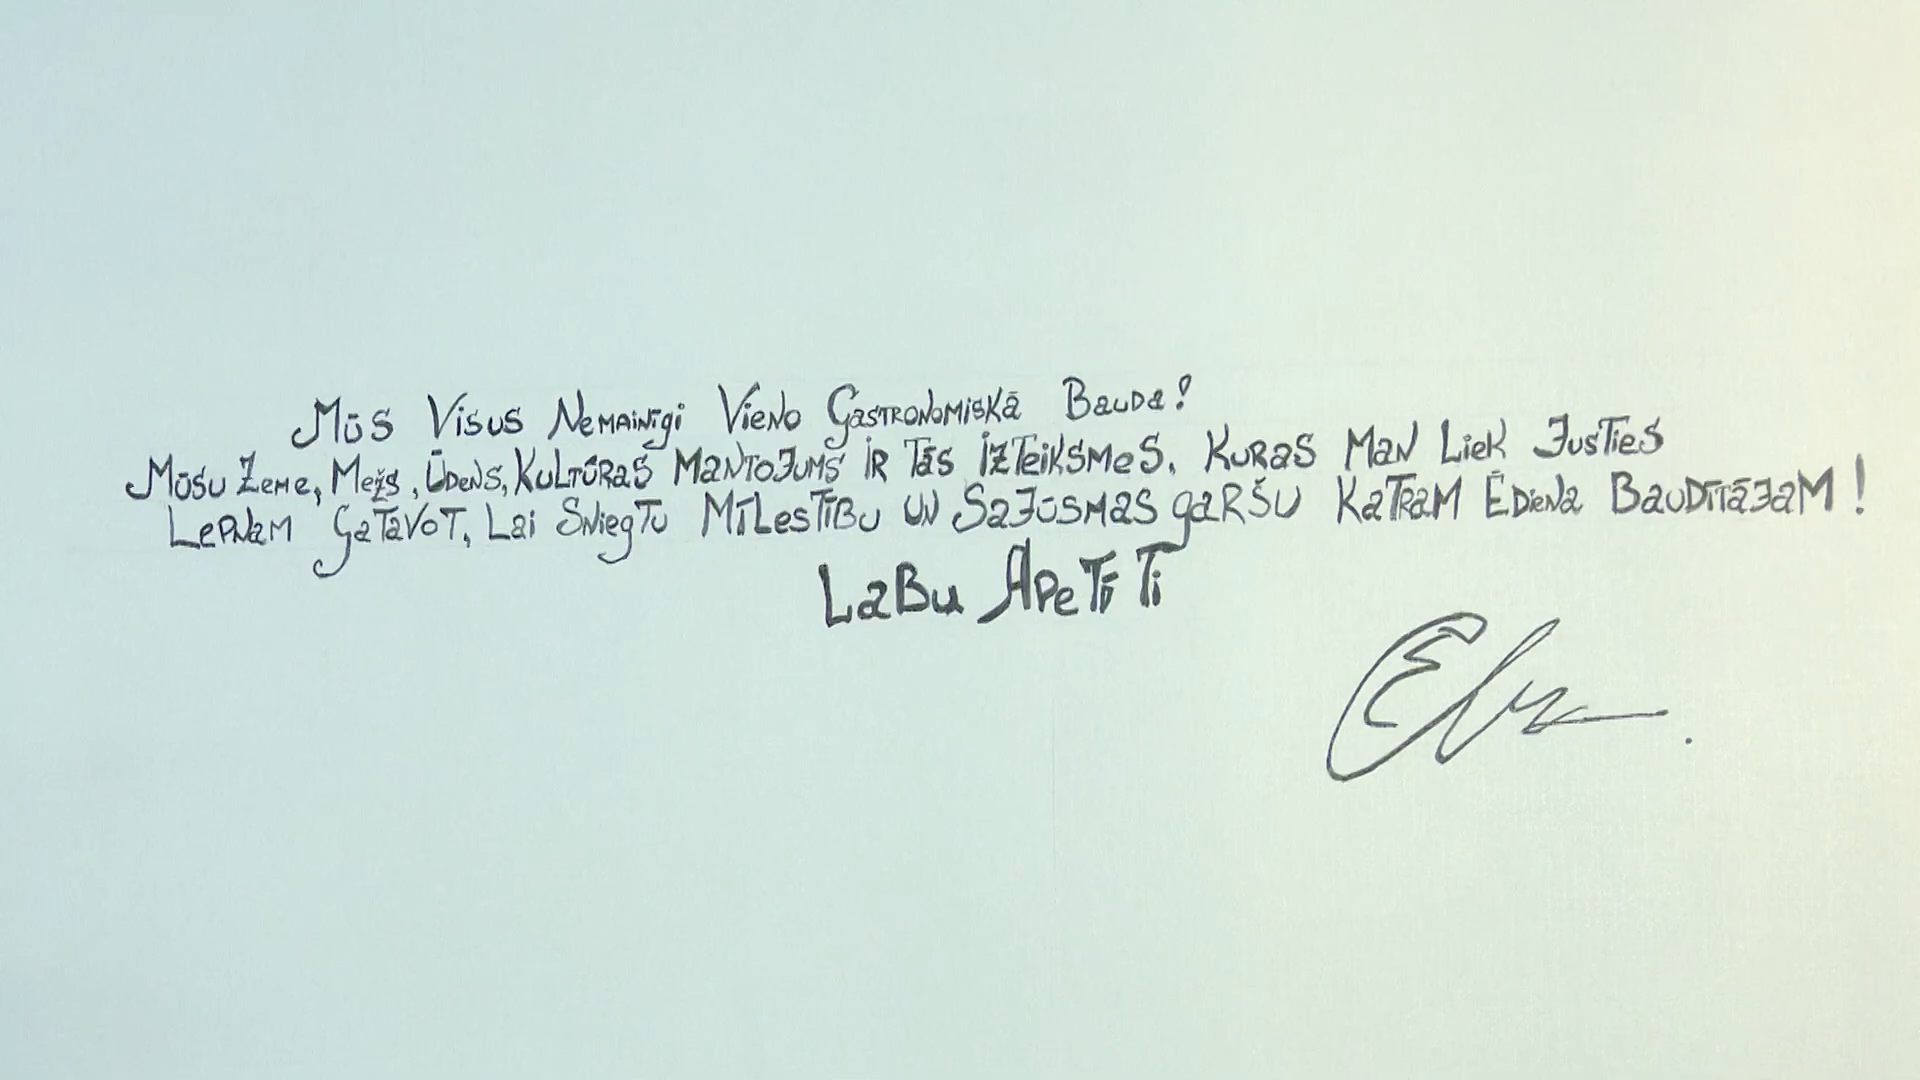 Mūs Visus Nemainīgi Vieno Gastronomiskā Bauda!
Mūsu Zeme, Mežs, Ūdens, Kultūras Mantojums ir Tās izteiksmes, Kuras Man Liek Justies
Lepnam Gatavot, Lai Sniegtu Mīlestību un Sajūsmas garšu Katram Ēdiena Baudītājam!
Labu Apetīti